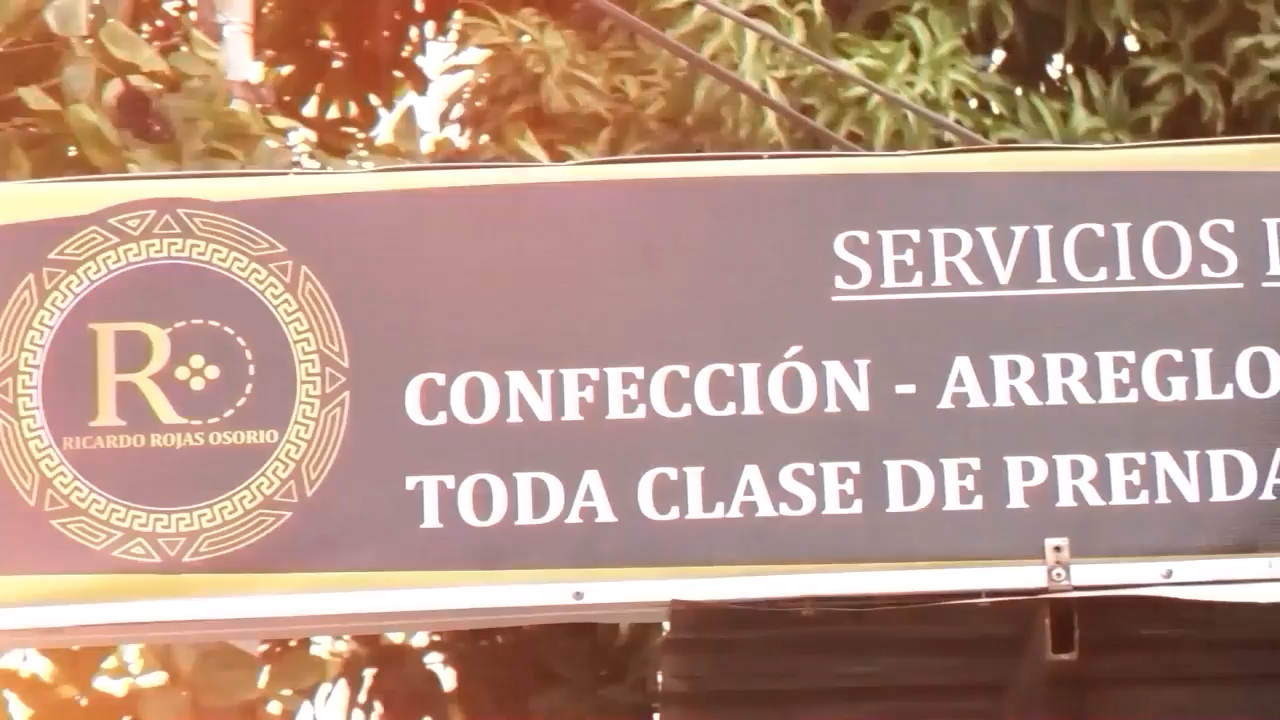 SERVICIOS
CONFECCIÓN - ARREGLO
TODA CLASE DE PRENDA
R
RICARDO ROJAS OSORIO